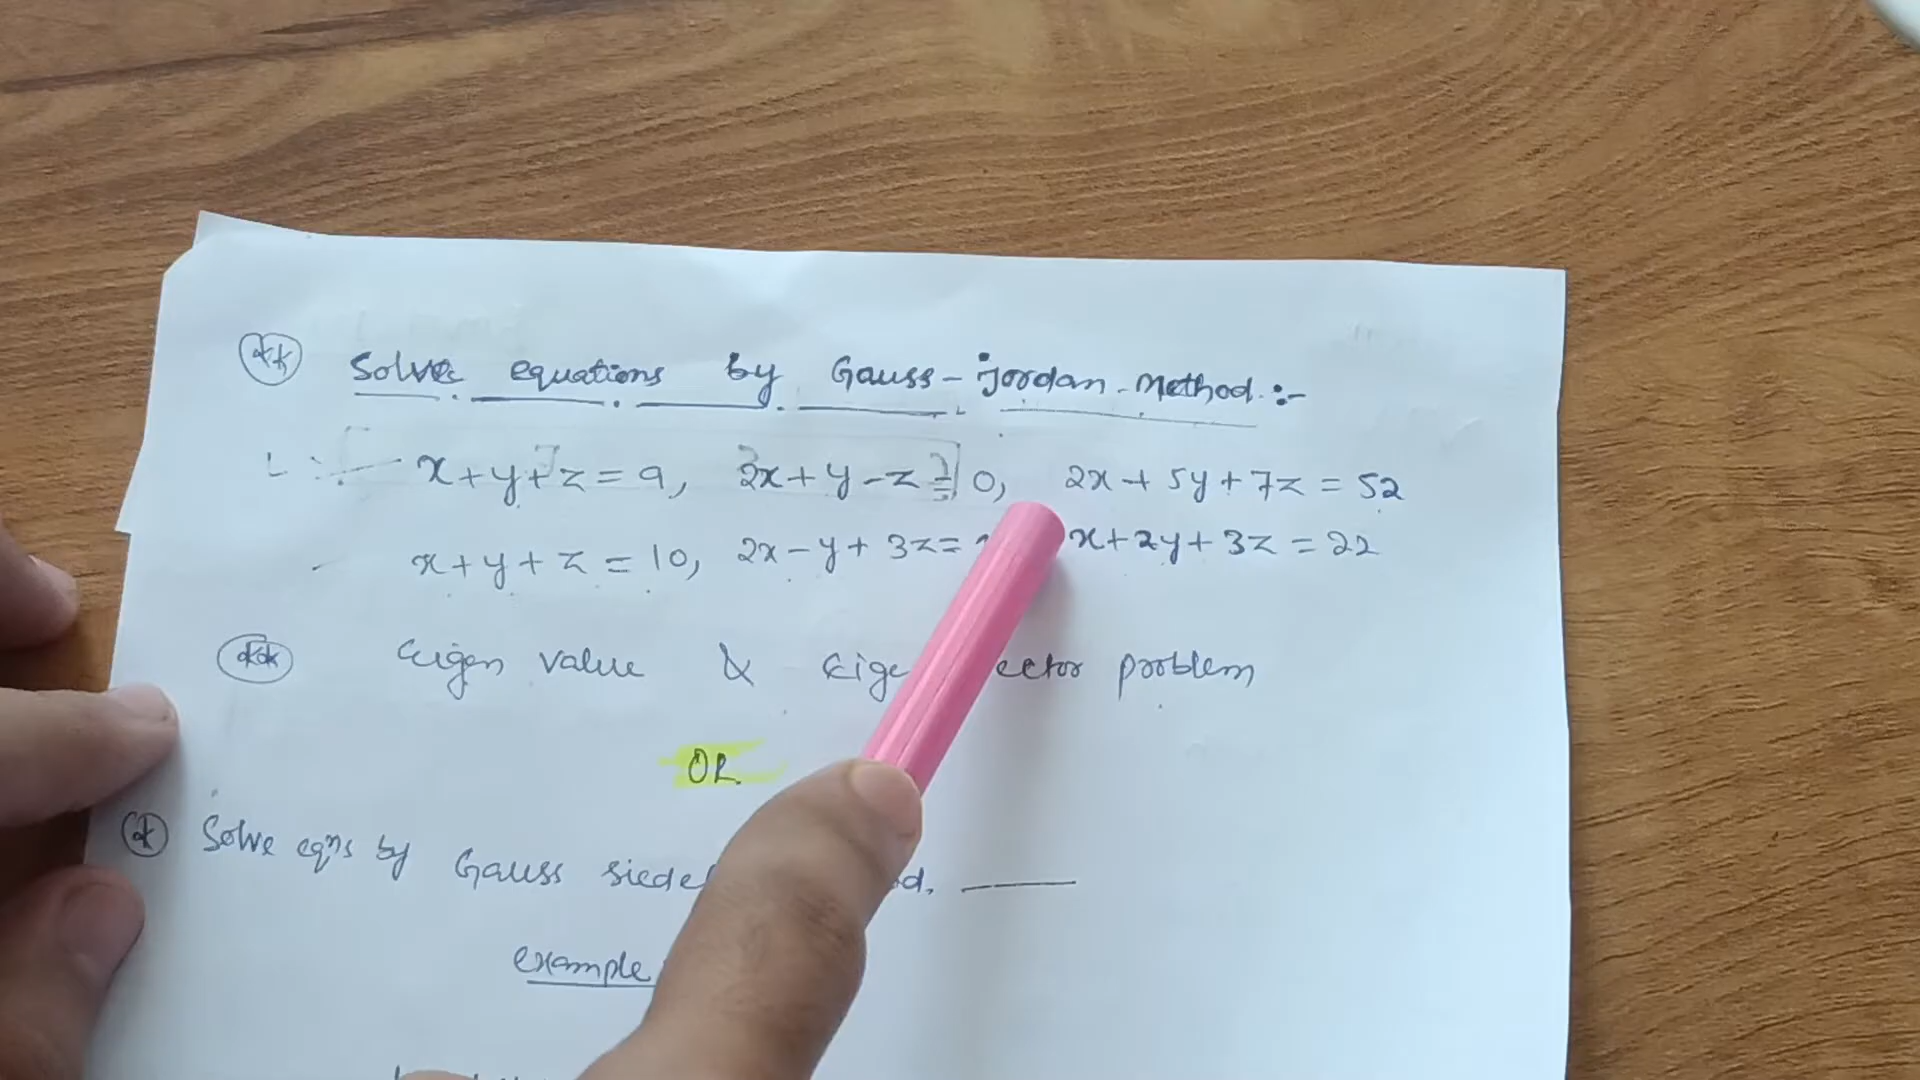 Solve equations by Gauss-Jordan-Method:-
x+y+z=9, 2x+y-z=0, 2x+5y+7z=52
x+y+z=10, 2x-y+3z= x+2y+3z=22
Eigen value & Eige ector problem
OR
Solve eqns by Gauss siedel d,
example